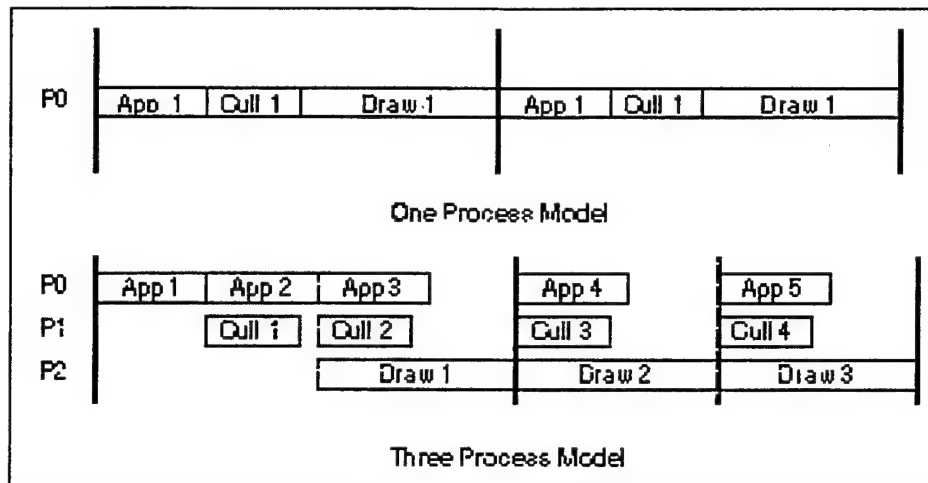 P0 App 1 Cull 1 Draw 1 App 1 Cull 1 Draw 1
One Process Model
P0 App 1 App 2 App 3 App 4 App 5
P1 Cull 1 Cull 2 Cull 3 Cull 4
P2 Draw 1 Draw 2 Draw 3
Three Process Model